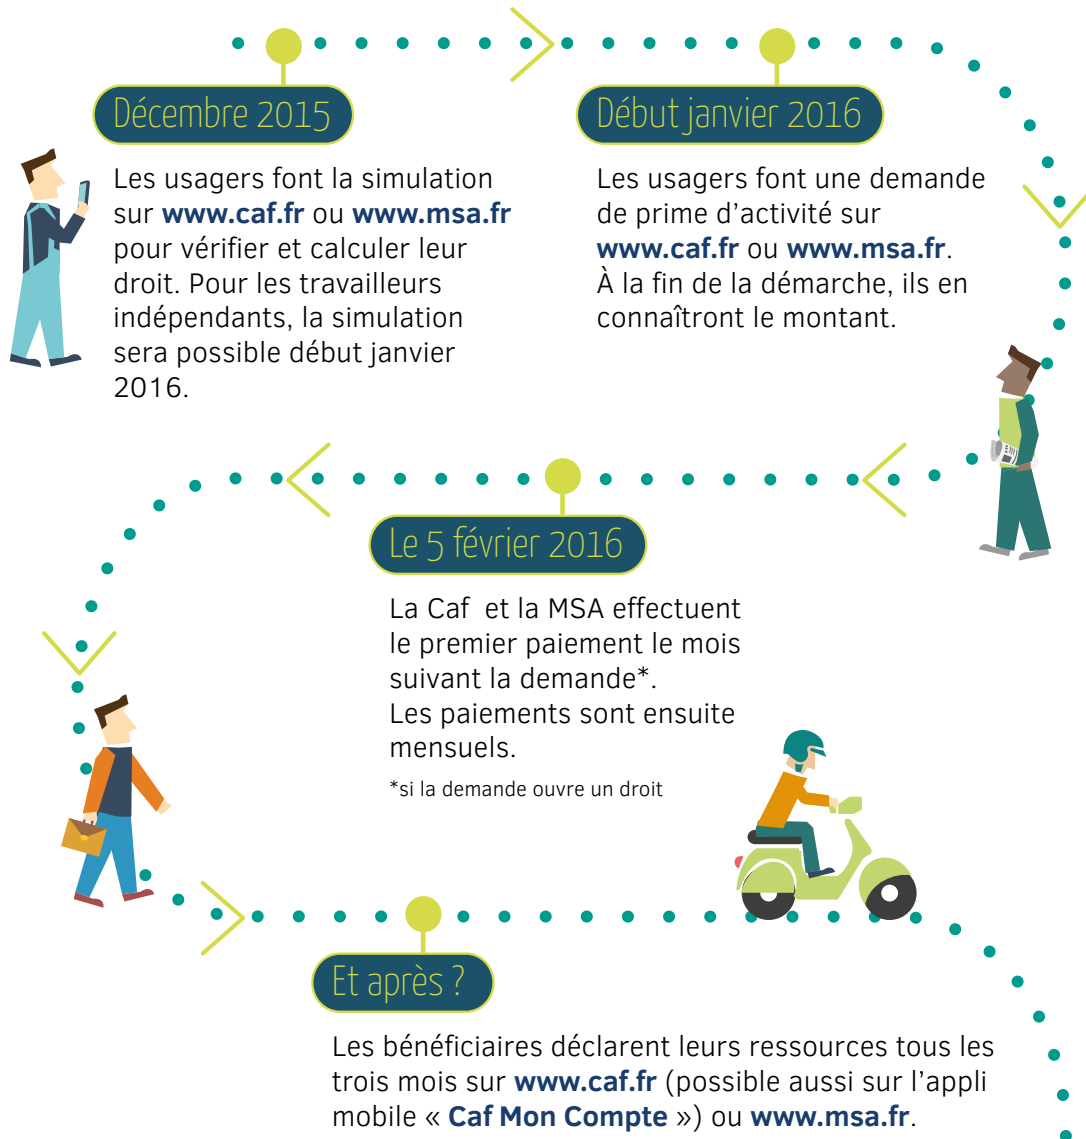 Décembre 2015
Les usagers font la simulation
sur www.caf.fr ou www.msa.fr
pour vérifier et calculer leur
droit. Pour les travailleurs
indépendants, la simulation
sera possible début janvier
2016.
Début janvier 2016
Les usagers font une demande
de prime d’activité sur
www.caf.fr ou www.msa.fr.
À la fin de la démarche, ils en
connaîtront le montant.
Le 5 février 2016
La Caf et la MSA effectuent
le premier paiement le mois
suivant la demande*.
Les paiements sont ensuite
mensuels.
*si la demande ouvre un droit
Et après ?
Les bénéficiaires déclarent leurs ressources tous les
trois mois sur www.caf.fr (possible aussi sur l’appli
mobile « Caf Mon Compte ») ou www.msa.fr.